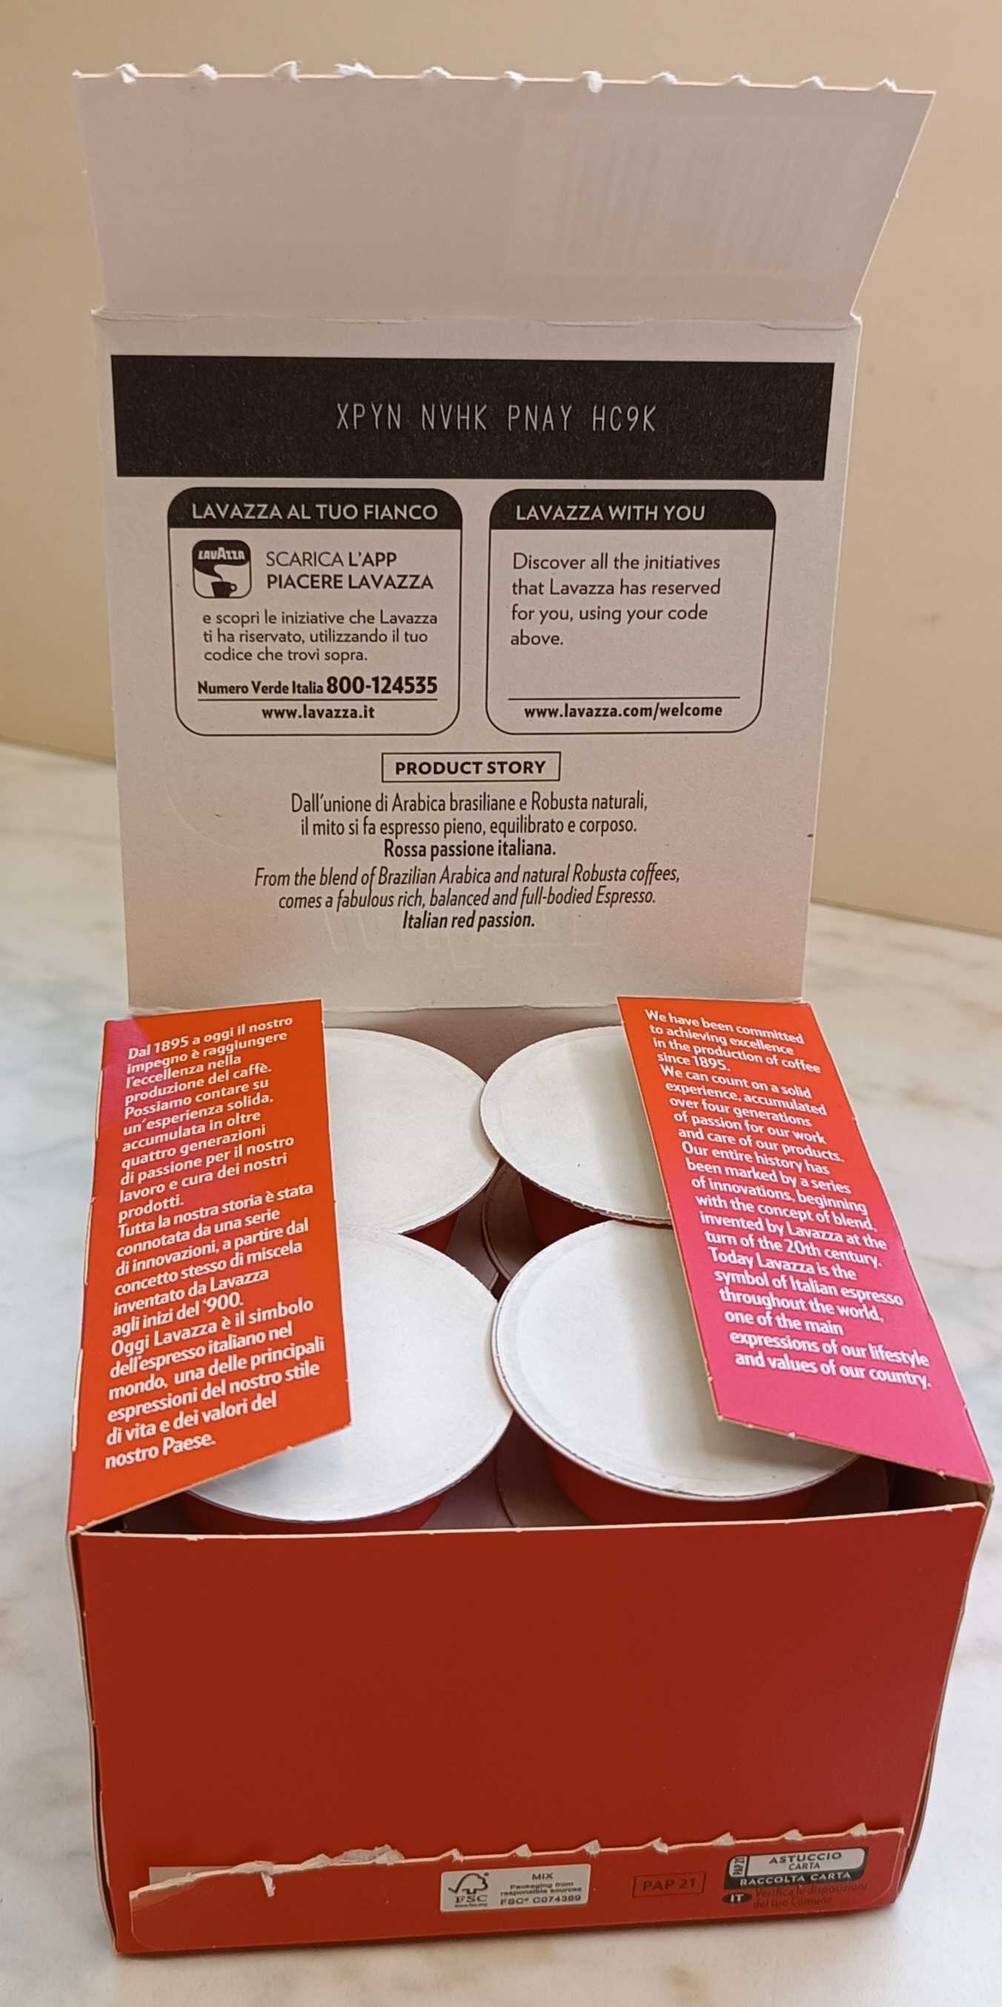 XPYN NVHK PNAY HC9K
LAVAZZA AL TUO FIANCO
LAVAZZA
SCARICA L'APP
PIACERE LAVAZZA
e scopri le iniziative che Lavazza
ti ha riservato, utilizzando il tuo
codice che trovi sopra.
Numero Verde Italia 800-124535
www.lavazza.it
LAVAZZA WITH YOU
Discover all the initiatives
that Lavazza has reserved
for you, using your code
above.
www.lavazza.com/welcome
PRODUCT STORY
Dall'unione di Arabica brasiliane e Robusta naturali,
il mito si fa espresso pieno, equilibrato e corposo.
Rossa passione italiana.
From the blend of Brazilian Arabica and natural Robusta coffees,
comes a fabulous rich, balanced and full-bodied Espresso.
Italian red passion.
Dal 1895 a oggi il nostro
impegno è raggiungere
l'eccellenza nella
produzione del caffè.
Possiamo contare su
un'esperienza solida,
accumulata in oltre
quattro generazioni
di passione per il nostro
lavoro e cura dei nostri
prodotti.
Tutta la nostra storia è stata
connotata da una serie
di innovazioni, a partire dal
concetto stesso di miscela
inventato da Lavazza
agli inizi del '900.
Oggi Lavazza è il simbolo
dell'espresso italiano nel
mondo, una delle principali
espressioni del nostro stile
di vita e dei valori del
nostro Paese.
We have been committed
to achieving excellence
in the production of coffee
since 1895.
We can count on a solid
experience, accumulated
over four generations
of passion for our work
and care of our products.
Our entire history has
been marked by a series
of innovations, beginning
with the concept of blend,
invented by Lavazza at the
turn of the 20th century.
Today Lavazza is the
symbol of Italian espresso
throughout the world,
one of the main
expressions of our lifestyle
and values of our country.
FSC
MIX
Packaging from
responsible sources
FSC® C074389
PAP 21
PAP 21
ASTUCCIO
CARTA
RACCOLTA CARTA
IT Verifica le disposizioni
del tuo Comune